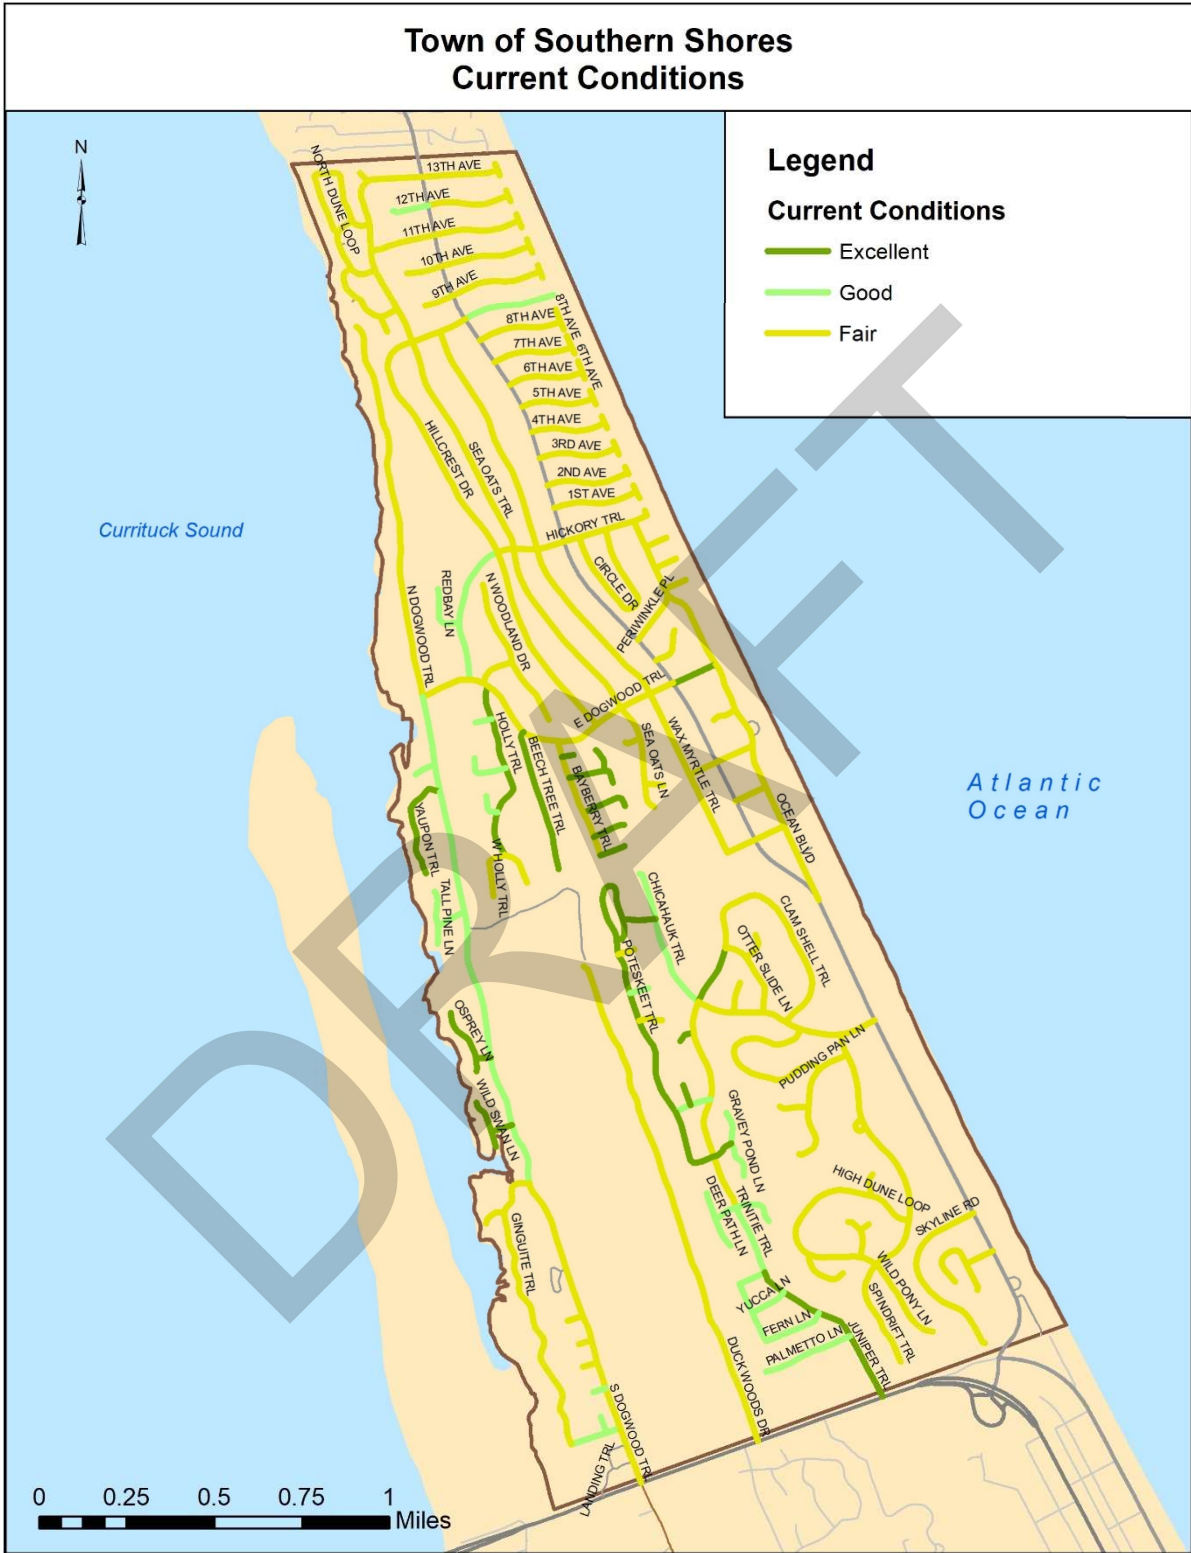 Town of Southern Shores
Current Conditions
N
Legend
Current Conditions
Excellent
Good
Fair
NORTH DUNE LOOP
13TH AVE
12TH AVE
11TH AVE
10TH AVE
9TH AVE
8TH AVE
8TH AVE
7TH AVE
6TH AVE
6TH AVE
5TH AVE
4TH AVE
3RD AVE
2ND AVE
1ST AVE
HILLCREST DR
SEA OATS TRL
Currituck Sound
HICKORY TRL
CIRCLE DR
PERIWINKLE PL
REDBAY LN
N DOGWOOD TRL
N WOODLAND DR
E DOGWOOD TRL
HOLLY TRL
BEECH TREE TRL
BAYBERRY TRL
SEA OATS LN
WAX MYRTLE TRL
OCEAN BLVD
Atlantic
Ocean
YAUPON TRL
W HOLLY TRL
TALL PINE LN
CHICAHAUK TRL
CLAM SHELL TRL
OTTER SLIDE LN
POTESKEET TRL
OSPREY LN
PUDDING PAN LN
WILD SWAN LN
GRAVEY POND LN
DEER PATH LN
TRINITIE TRL
HIGH DUNE LOOP
SKYLINE RD
GINGUITE TRL
WILD PONY LN
SPINDRIFT TRL
YUCCA LN
FERN LN
PALMETTO LN
JUNIPER TRL
DUCK WOODS DR
S DOGWOOD TRL
LANDING TRL
DRAFT
0 0.25 0.5 0.75 1
Miles